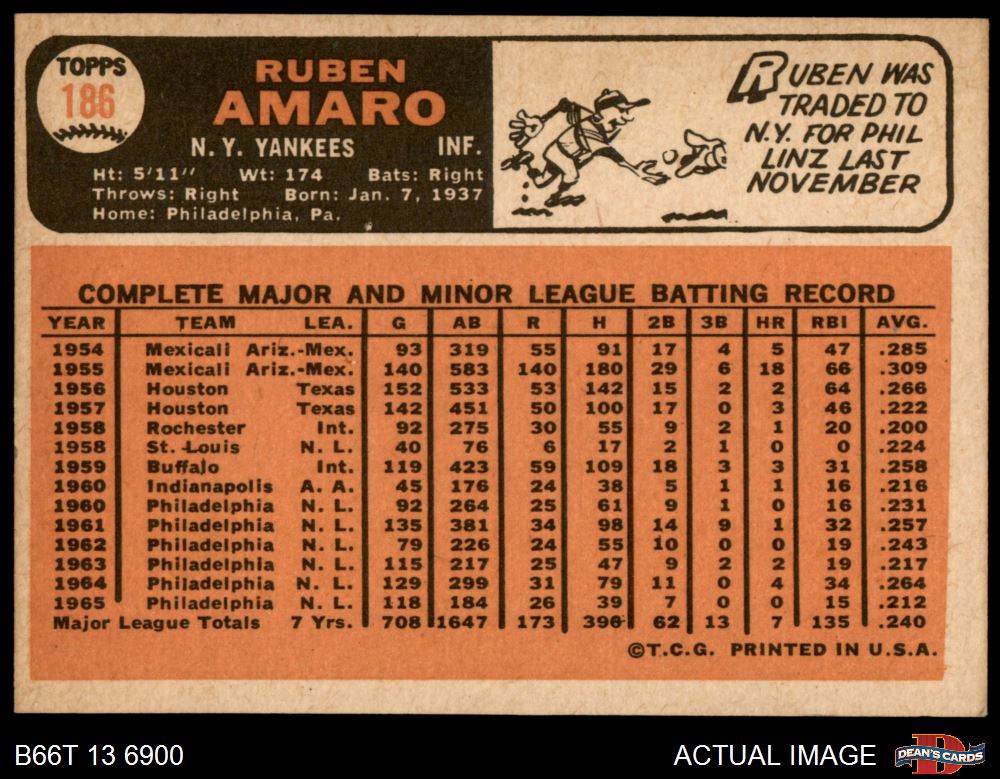 TOPPS
186
RUBEN
AMARO
N. Y. YANKEES INF.
Ht: 5'11" Wt: 174 Bats: Right
Throws: Right Born: Jan. 7, 1937
Home: Philadelphia, Pa.
RUBEN WAS
TRADED TO
N.Y. FOR PHIL
LINZ LAST
NOVEMBER
COMPLETE MAJOR AND MINOR LEAGUE BATTING RECORD
YEAR TEAM LEA. G AB R H 2B 3B HR RBI AVG.
1954 Mexicali Ariz.-Mex. 93 319 55 91 17 4 5 47 .285
1955 Mexicali Ariz.-Mex. 140 583 140 180 29 6 18 66 .309
1956 Houston Texas 152 533 53 142 15 2 2 64 .266
1957 Houston Texas 142 451 50 100 17 0 3 46 .222
1958 Rochester Int. 92 275 30 55 9 2 1 20 .200
1958 St. Louis N. L. 40 76 6 17 2 1 0 0 .224
1959 Buffalo Int. 119 423 59 109 18 3 3 31 .258
1960 Indianapolis A. A. 45 176 24 38 5 1 1 16 .216
1960 Philadelphia N. L. 92 264 25 61 9 1 0 16 .231
1961 Philadelphia N. L. 135 381 34 98 14 9 1 32 .257
1962 Philadelphia N. L. 79 226 24 55 10 0 0 19 .243
1963 Philadelphia N. L. 115 217 25 47 9 2 2 19 .217
1964 Philadelphia N. L. 129 299 31 79 11 0 4 34 .264
1965 Philadelphia N. L. 118 184 26 39 7 0 0 15 .212
Major League Totals 7 Yrs. 708 1647 173 396 62 13 7 135 .240
©T.C.G. PRINTED IN U.S.A.
B66T 13 6900
ACTUAL IMAGE
DEAN'S CARDS